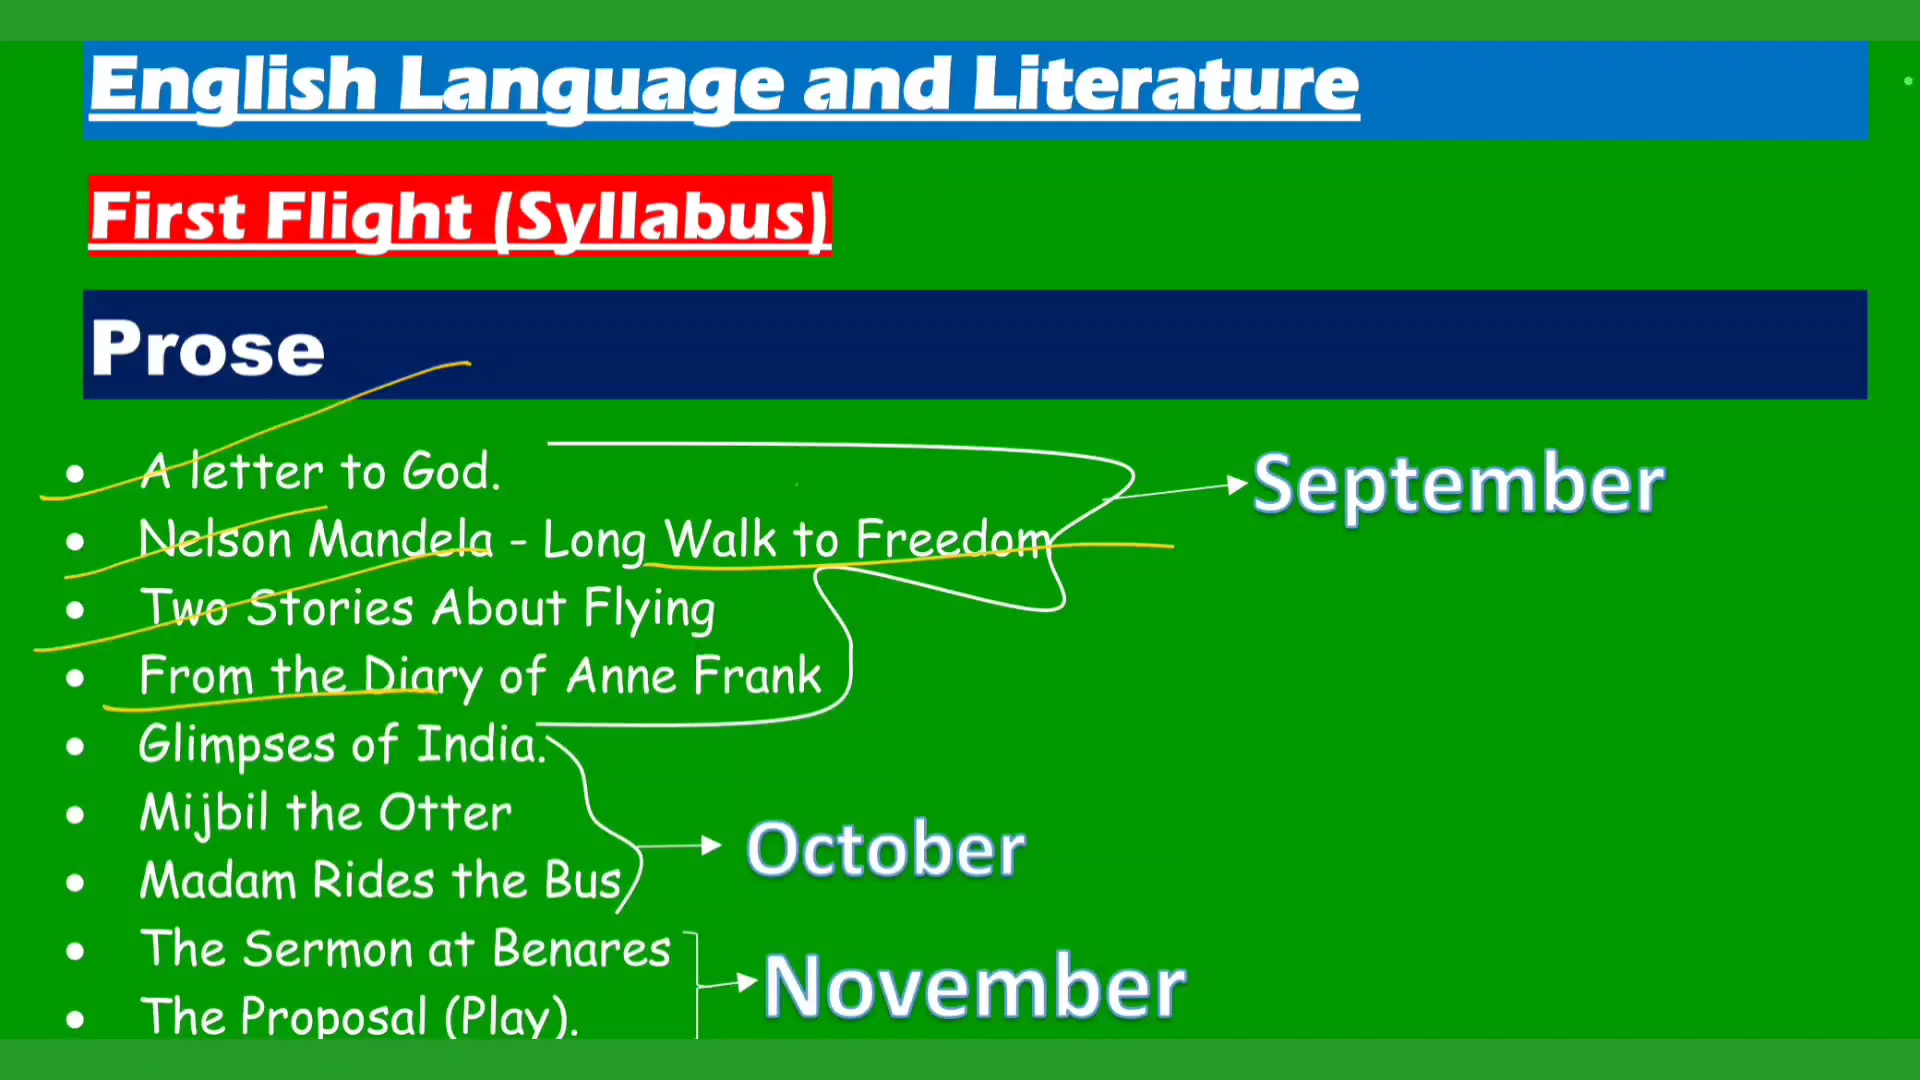 English Language and Literature
First Flight (Syllabus)
Prose
• A letter to God.
September
• Nelson Mandela - Long Walk to Freedom
• Two Stories About Flying
• From the Diary of Anne Frank
• Glimpses of India.
• Mijbil the Otter
October
• Madam Rides the Bus
• The Sermon at Benares
November
• The Proposal (Play).